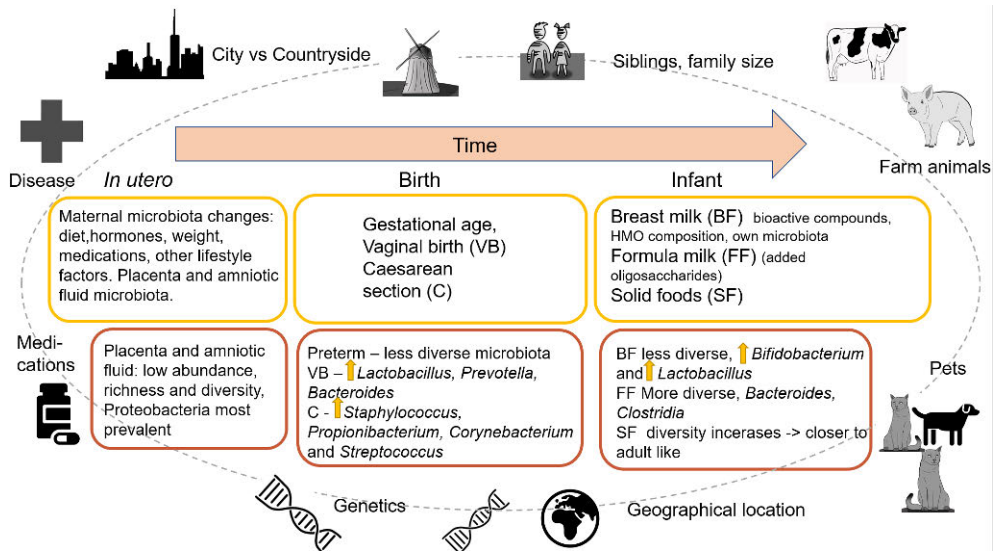 City vs Countryside
Siblings, family size
Time
Farm animals
Disease
In utero
Birth
Infant
Maternal microbiota changes:
diet,hormones, weight,
medications, other lifestyle
factors. Placenta and amniotic
fluid microbiota.
Gestational age,
Vaginal birth (VB)
Caesarean
section (C)
Breast milk (BF) bioactive compounds,
HMO composition, own microbiota
Formula milk (FF) (added
oligosaccharides)
Solid foods (SF)
Medi-
cations
Placenta and amniotic
fluid: low abundance,
richness and diversity,
Proteobacteria most
prevalent
Preterm – less diverse microbiota
VB – Lactobacillus, Prevotella,
Bacteroides
C - Staphylococcus,
Propionibacterium, Corynebacterium
and Streptococcus
BF less diverse, Bifidobacterium
and Lactobacillus
FF More diverse, Bacteroides,
Clostridia
SF diversity incerases -> closer to
adult like
Pets
Genetics
Geographical location